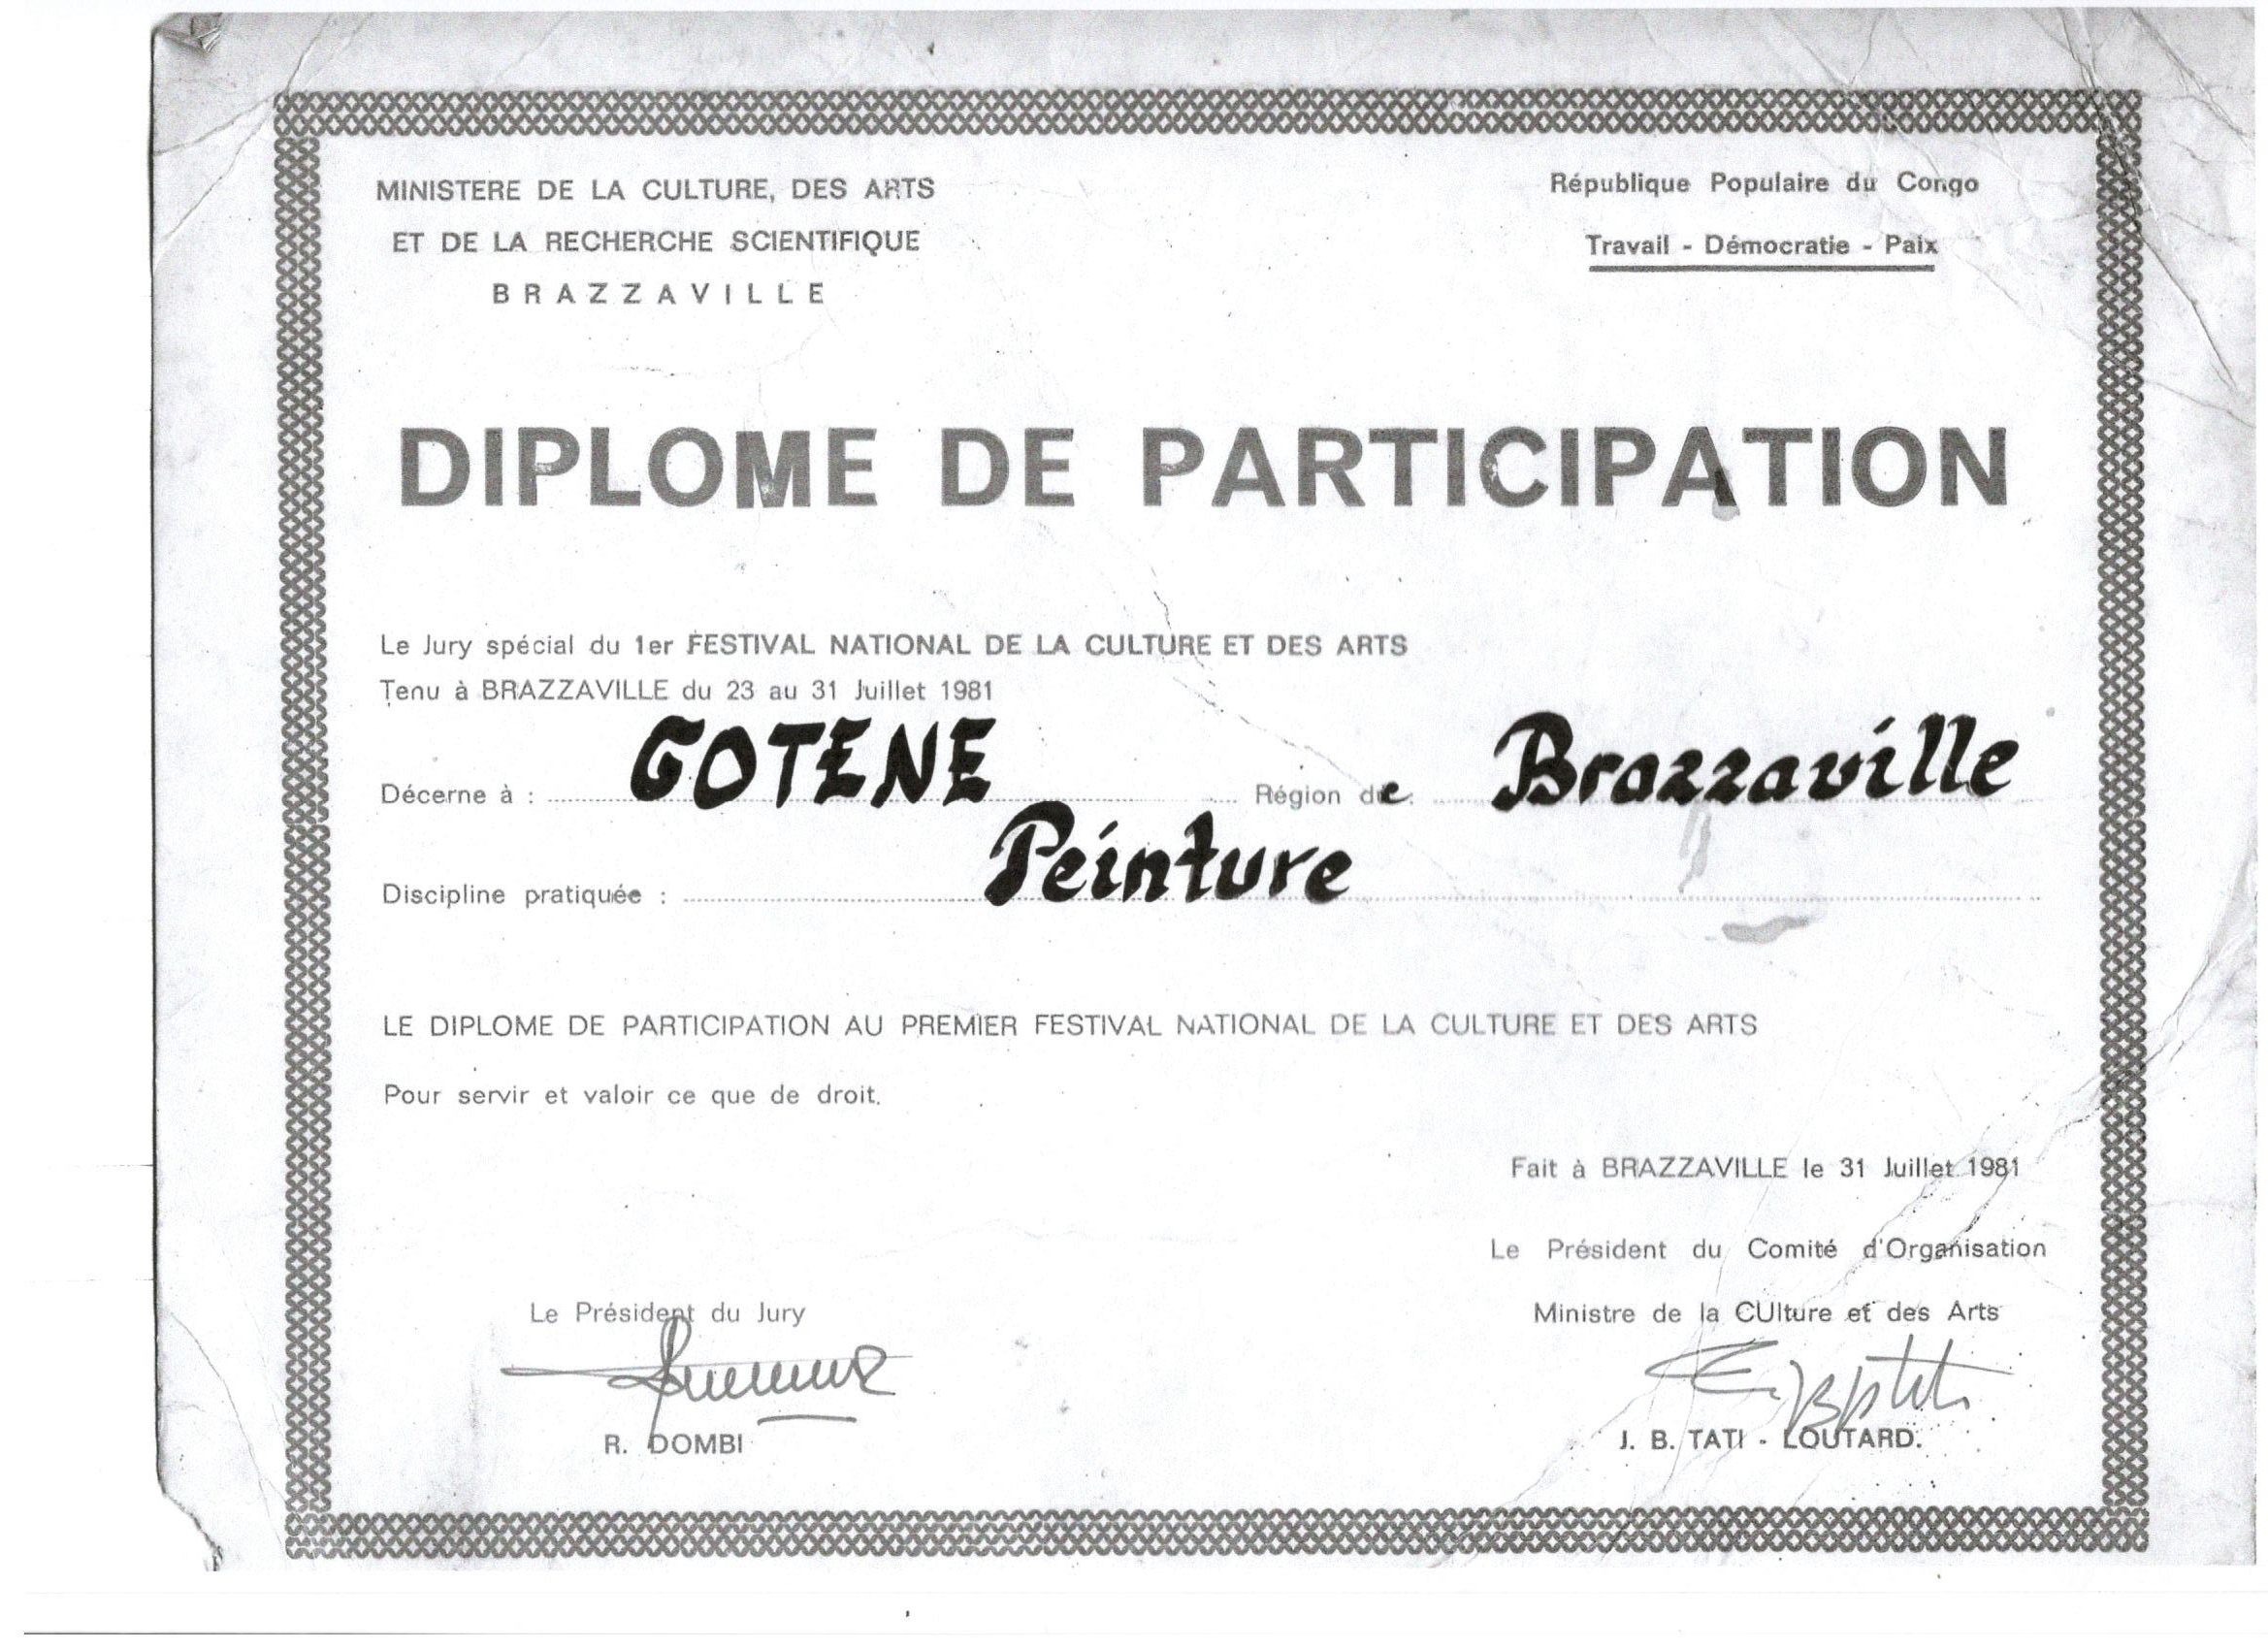 MINISTERE DE LA CULTURE, DES ARTS
ET DE LA RECHERCHE SCIENTIFIQUE
BRAZZAVILLE
République Populaire du Congo
Travail - Démocratie - Paix
DIPLOME DE PARTICIPATION
Le Jury spécial du 1er FESTIVAL NATIONAL DE LA CULTURE ET DES ARTS
Tenu à BRAZZAVILLE du 23 au 31 Juillet 1981
Décerne à : GOTENE Région de Brazzaville
Discipline pratiquée : Peinture
LE DIPLOME DE PARTICIPATION AU PREMIER FESTIVAL NATIONAL DE LA CULTURE ET DES ARTS
Pour servir et valoir ce que de droit.
Fait à BRAZZAVILLE le 31 Juillet 1981
Le Président du Comité d'Organisation
Ministre de la CUlture et des Arts
J. B. TATI - LOUTARD.
Le Président du Jury
R. DOMBI